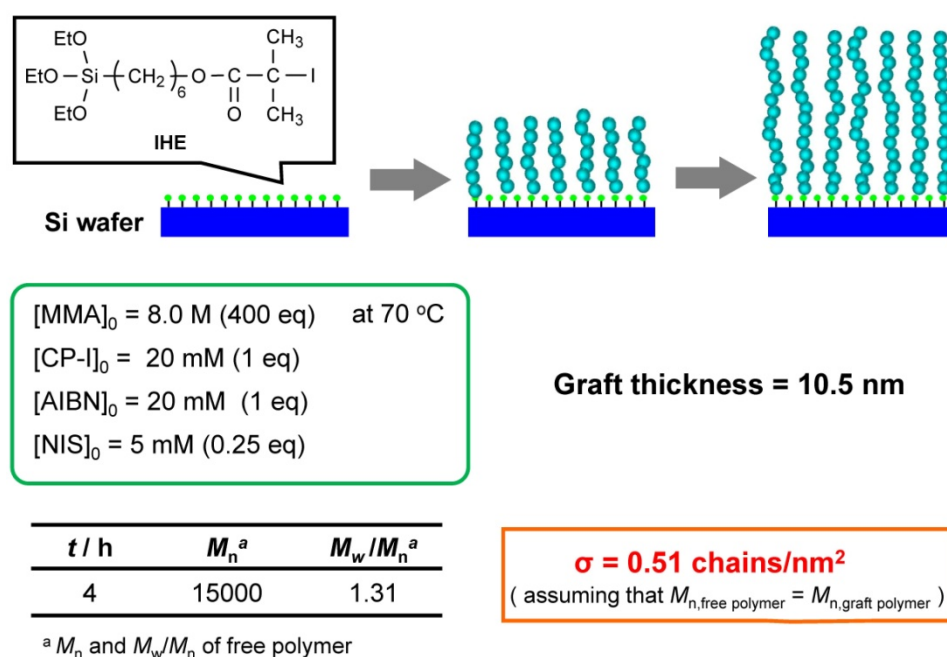 EtO
CH₃
EtO—Si—(CH₂)₆—O—C—C—I
EtO
O
CH₃
IHE
Si wafer
[MMA]₀ = 8.0 M (400 eq) at 70 ºC
[CP-I]₀ = 20 mM (1 eq)
[AIBN]₀ = 20 mM (1 eq)
[NIS]₀ = 5 mM (0.25 eq)
Graft thickness = 10.5 nm
t / h Mₙᵃ M_w/Mₙᵃ
4 15000 1.31
ᵃ Mₙ and M_w/Mₙ of free polymer
σ = 0.51 chains/nm²
( assuming that Mₙ,free polymer = Mₙ,graft polymer )